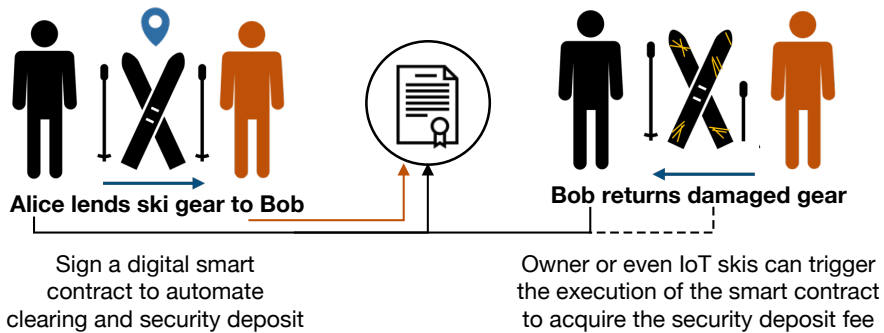 Alice lends ski gear to Bob
Bob returns damaged gear
Sign a digital smart
contract to automate
clearing and security deposit
Owner or even IoT skis can trigger
the execution of the smart contract
to acquire the security deposit fee